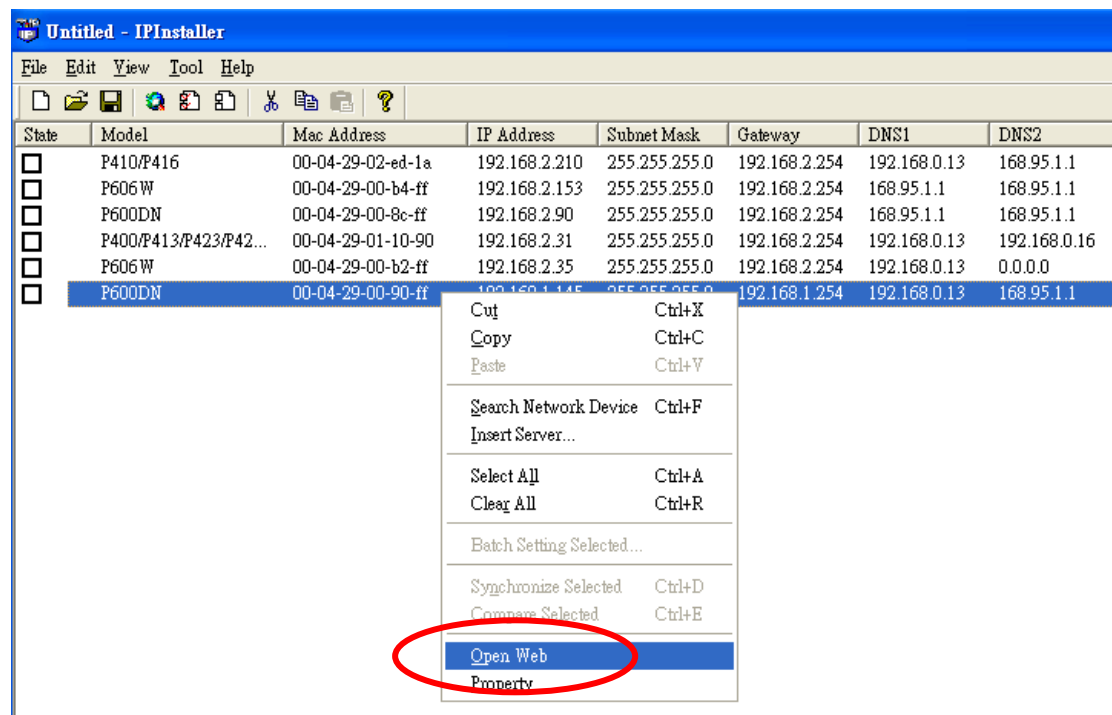 Untitled - IPInstaller
File Edit View Tool Help
State Model Mac Address IP Address Subnet Mask Gateway DNS1 DNS2
P410/P416 00-04-29-02-ed-1a 192.168.2.210 255.255.255.0 192.168.2.254 192.168.0.13 168.95.1.1
P606W 00-04-29-00-b4-ff 192.168.2.153 255.255.255.0 192.168.2.254 168.95.1.1 168.95.1.1
P600DN 00-04-29-00-8c-ff 192.168.2.90 255.255.255.0 192.168.2.254 168.95.1.1 168.95.1.1
P400/P413/P423/P42... 00-04-29-01-10-90 192.168.2.31 255.255.255.0 192.168.2.254 192.168.0.13 192.168.0.16
P606W 00-04-29-00-b2-ff 192.168.2.35 255.255.255.0 192.168.2.254 192.168.0.13 0.0.0.0
P600DN 00-04-29-00-90-ff 192.168.1.145 255.255.255.0 192.168.1.254 192.168.0.13 168.95.1.1
Cut Ctrl+X
Copy Ctrl+C
Paste Ctrl+V
Search Network Device Ctrl+F
Insert Server...
Select All Ctrl+A
Clear All Ctrl+R
Batch Setting Selected...
Synchronize Selected Ctrl+D
Compare Selected Ctrl+E
Open Web
Property